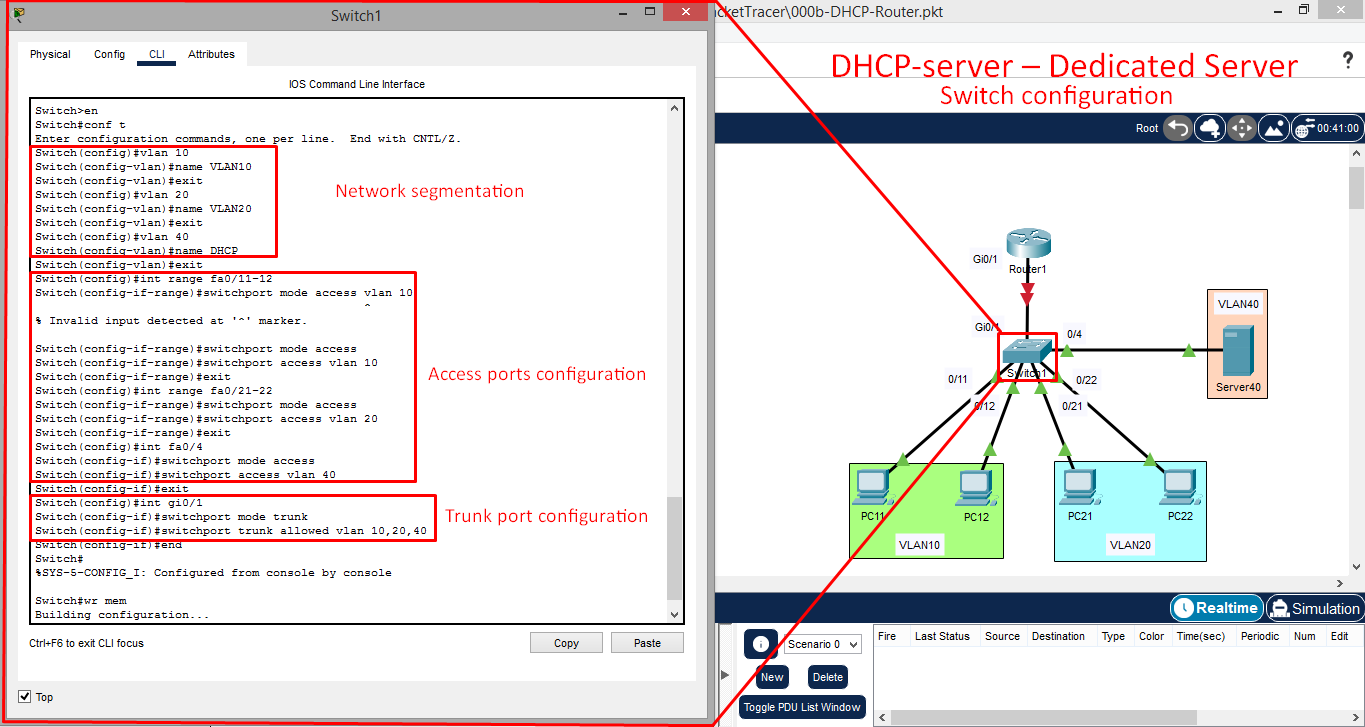 Switch1
Physical Config CLI Attributes
IOS Command Line Interface
Switch>en
Switch#conf t
Enter configuration commands, one per line.  End with CNTL/Z.
Switch(config)#vlan 10
Switch(config-vlan)#name VLAN10
Switch(config-vlan)#exit
Switch(config)#vlan 20
Switch(config-vlan)#name VLAN20
Switch(config-vlan)#exit
Switch(config)#vlan 40
Switch(config-vlan)#name DHCP
Switch(config-vlan)#exit
Switch(config)#int range fa0/11-12
Switch(config-if-range)#switchport mode access vlan 10
^
% Invalid input detected at '^' marker.
Switch(config-if-range)#switchport mode access
Switch(config-if-range)#switchport access vlan 10
Switch(config-if-range)#exit
Switch(config)#int range fa0/21-22
Switch(config-if-range)#switchport mode access
Switch(config-if-range)#switchport access vlan 20
Switch(config-if-range)#exit
Switch(config)#int fa0/4
Switch(config-if)#switchport mode access
Switch(config-if)#switchport access vlan 40
Switch(config-if)#exit
Switch(config)#int gi0/1
Switch(config-if)#switchport mode trunk
Switch(config-if)#switchport trunk allowed vlan 10,20,40
Switch(config-if)#end
Switch#
%SYS-5-CONFIG_I: Configured from console by console
Switch#wr mem
Building configuration...
Network segmentation
Access ports configuration
Trunk port configuration
Ctrl+F6 to exit CLI focus
Copy
Paste
Top
cketTracer\000b-DHCP-Router.pkt
DHCP-server – Dedicated Server
Switch configuration
?
Root
00:41:00
Gi0/1
Router1
VLAN40
Gi0/1
0/4
Switch1
Server40
0/11
0/22
0/12
0/21
PC11
PC12
PC21
PC22
VLAN10
VLAN20
Realtime
Simulation
Scenario 0
New
Delete
Toggle PDU List Window
Fire Last Status Source Destination Type Color Time(sec) Periodic Num Edit